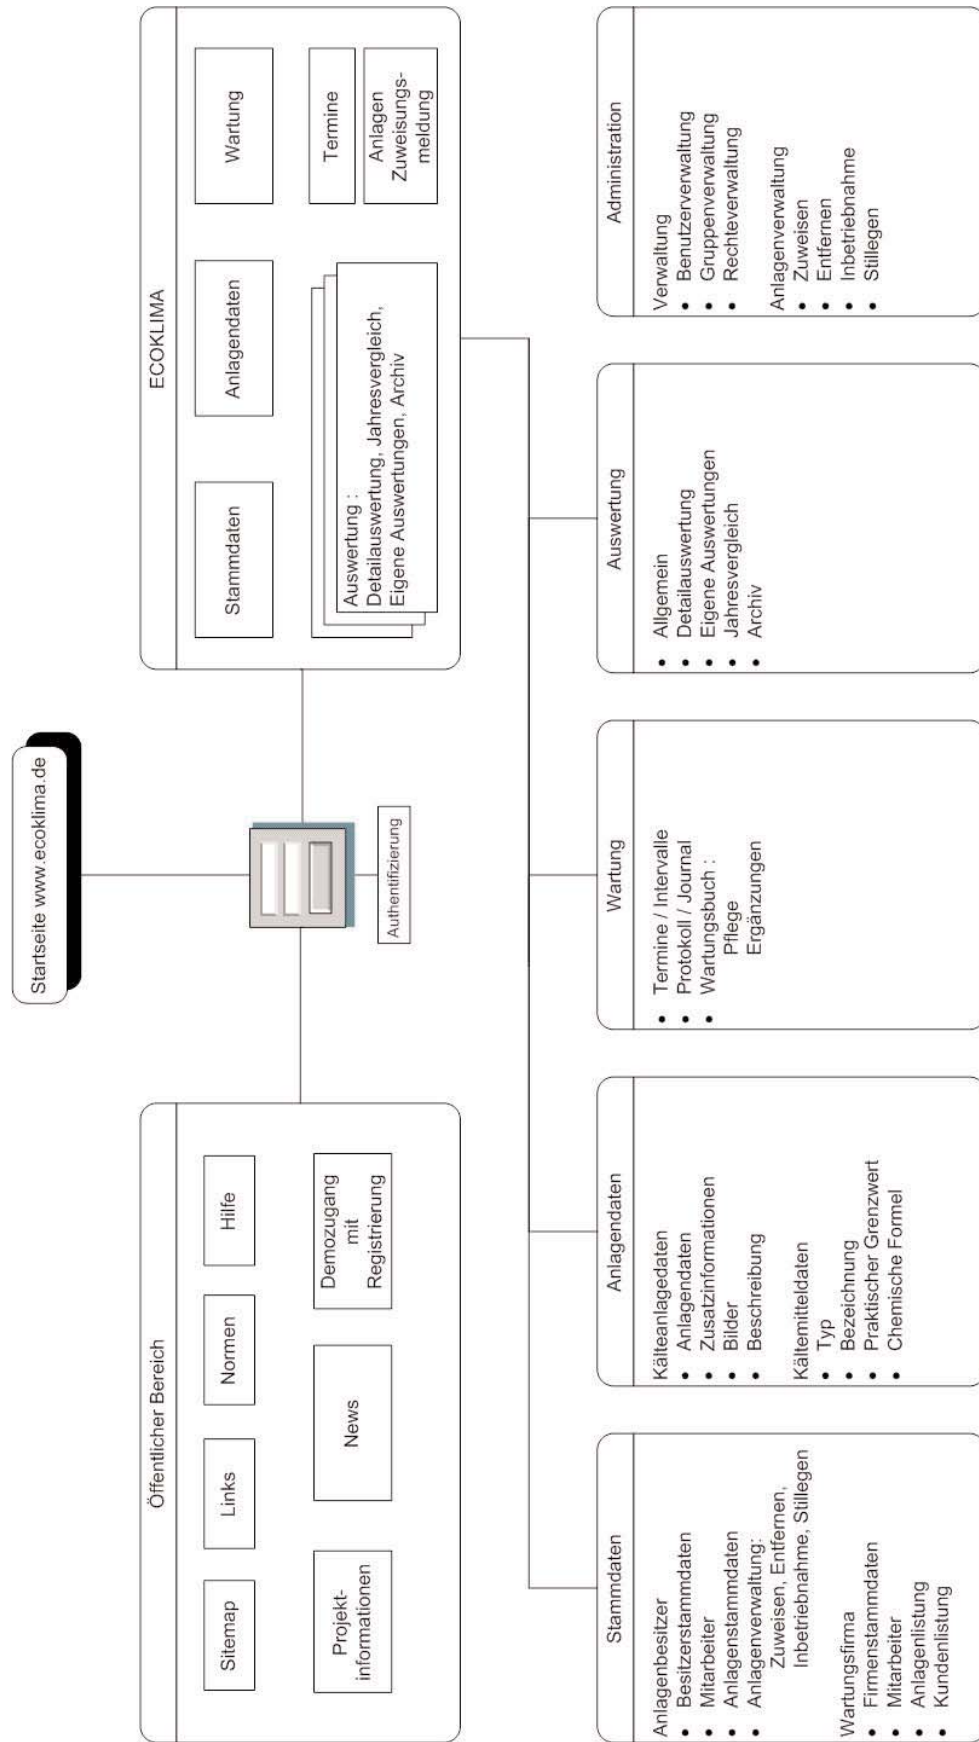 Startseite www.ecoklima.de
Authentifizierung
Öffentlicher Bereich
Sitemap
Links
Normen
Hilfe
Projekt-
informationen
News
Demozugang
mit
Registrierung
ECOKLIMA
Stammdaten
Anlagendaten
Wartung
Auswertung :
Detailauswertung, Jahresvergleich,
Eigene Auswertungen, Archiv
Termine
Anlagen
Zuweisungs-
meldung
Stammdaten
Anlagenbesitzer
• Besitzerstammdaten
• Mitarbeiter
• Anlagenstammdaten
• Anlagenverwaltung:
Zuweisen, Entfernen,
Inbetriebnahme, Stillegen
Wartungsfirma
• Firmenstammdaten
• Mitarbeiter
• Anlagenlistung
• Kundenlistung
Anlagendaten
Kälteanlagedaten
• Anlagendaten
• Zusatzinformationen
• Bilder
• Beschreibung
Kältemitteldaten
• Typ
• Bezeichnung
• Praktischer Grenzwert
• Chemische Formel
Wartung
• Termine / Intervalle
• Protokoll / Journal
• Wartungsbuch :
Pflege
Ergänzungen
Auswertung
• Allgemein
• Detailauswertung
• Eigene Auswertungen
• Jahresvergleich
• Archiv
Administration
Verwaltung
• Benutzerverwaltung
• Gruppenverwaltung
• Rechteverwaltung
Anlagenverwaltung
• Zuweisen
• Entfernen
• Inbetriebnahme
• Stillegen